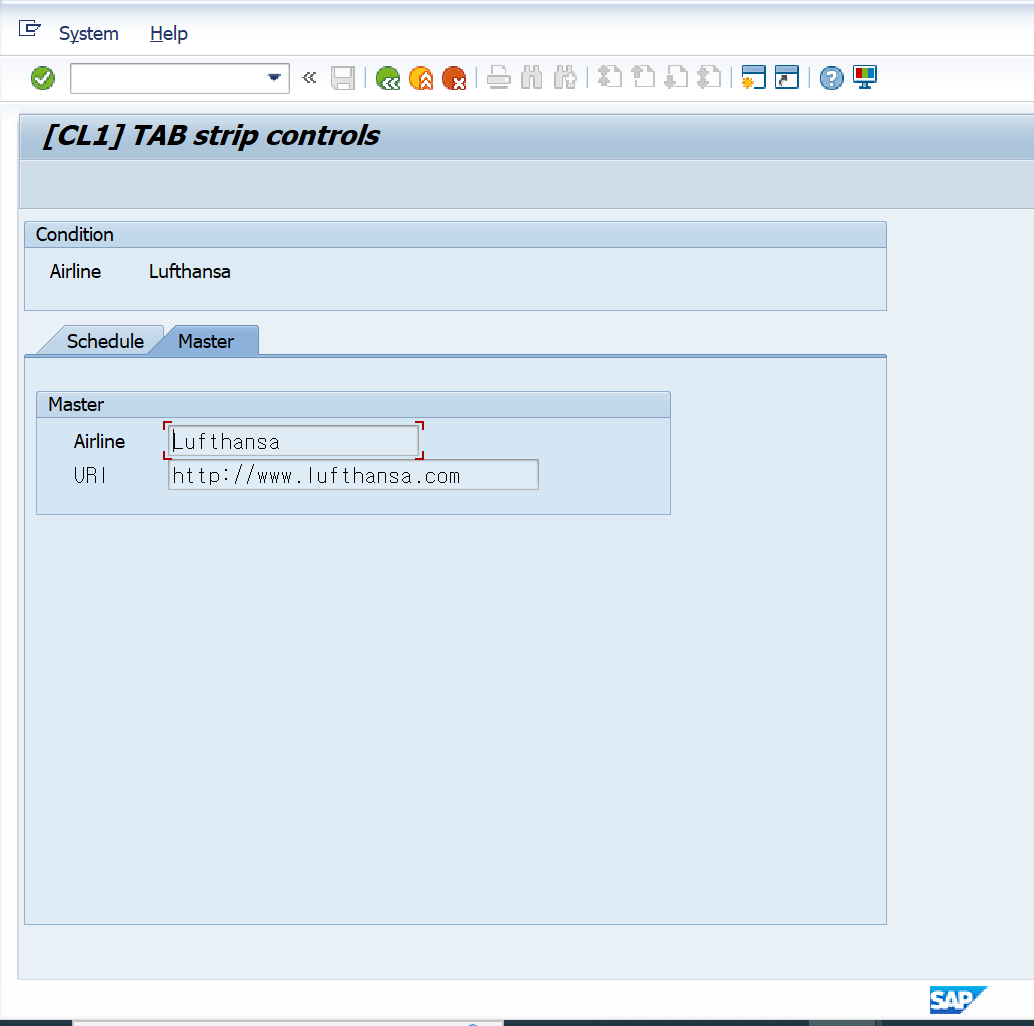 System Help
[CL1] TAB strip controls
Condition
Airline Lufthansa
Schedule Master
Master
Airline Lufthansa
URI http://www.lufthansa.com
SAP